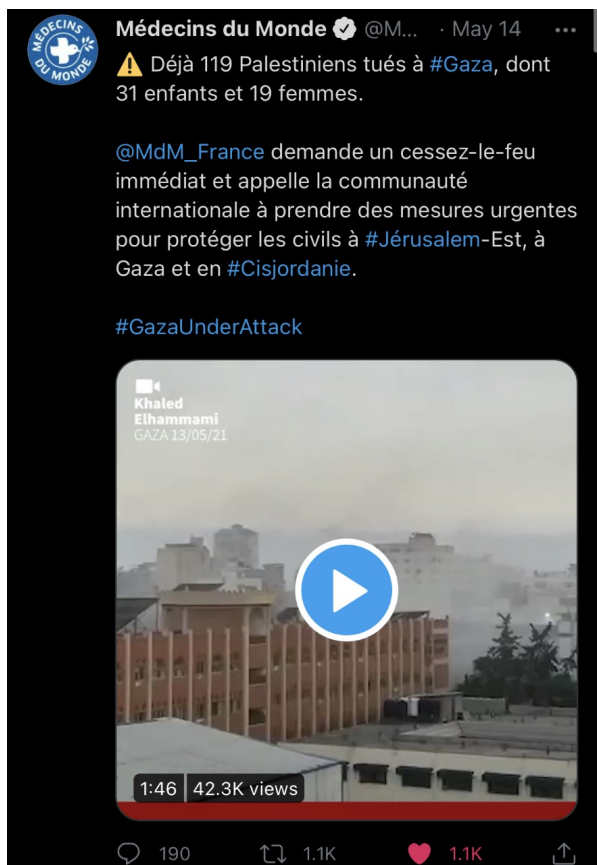 MÉDECINS
DU MONDE
Médecins du Monde @M... · May 14 ...
⚠️ Déjà 119 Palestiniens tués à #Gaza, dont
31 enfants et 19 femmes.
@MdM_France demande un cessez-le-feu
immédiat et appelle la communauté
internationale à prendre des mesures urgentes
pour protéger les civils à #Jérusalem-Est, à
Gaza et en #Cisjordanie.
#GazaUnderAttack
Khaled
Elhammami
GAZA 13/05/21
1:46 42.3K views
190 1.1K 1.1K